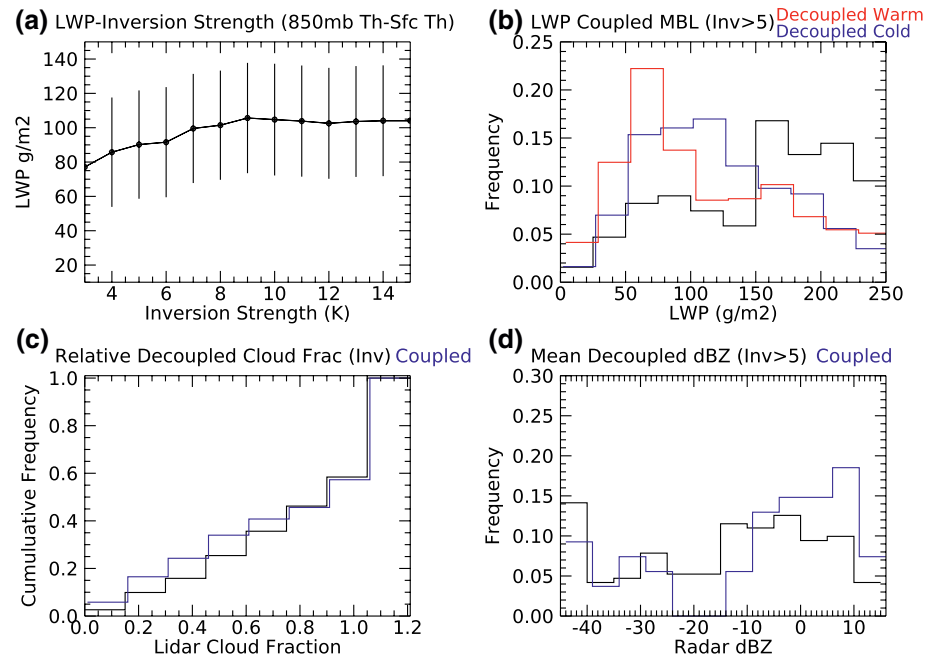 (a) LWP-Inversion Strength (850mb Th-Sfc Th)
LWP g/m2
140
120
100
80
60
40
20
4 6 8 10 12 14
Inversion Strength (K)
(b) LWP Coupled MBL (Inv>5) Decoupled Warm
Decoupled Cold
Frequency
0.25
0.20
0.15
0.10
0.05
0.00
0 50 100 150 200 250
LWP (g/m2)
(c) Relative Decoupled Cloud Frac (Inv) Coupled
Cumuluative Frequency
1.0
0.8
0.6
0.4
0.2
0.0
0.0 0.2 0.4 0.6 0.8 1.0 1.2
Lidar Cloud Fraction
(d) Mean Decoupled dBZ (Inv>5) Coupled
Frequency
0.30
0.25
0.20
0.15
0.10
0.05
0.00
-40 -30 -20 -10 0 10
Radar dBZ